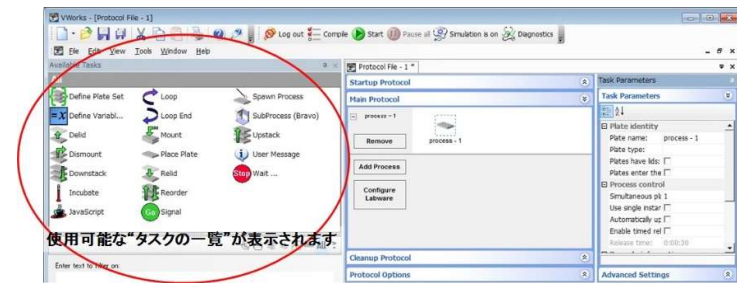 VWorks - [Protocol File - 1]
Log out Compile Start Pause all Simulation is on Diagnostics
File Edit View Tools Window Help
Available Tasks
Protocol File - 1 *
All
Startup Protocol
Task Parameters
Define Plate Set Loop Spawn Process
Main Protocol
Task Parameters
Define Variabl... Loop End SubProcess (Bravo)
process - 1
Delid Mount Upstack
Plate identity
Remove
process - 1
Plate name: process - 1
Dismount Place Plate User Message
Plate type:
Downstack Relid Stop Wait ...
Add Process
Plates have lids:
Plates enter the
Incubate Reorder
Configure
Labware
Process control
Simultaneous pl: 1
JavaScript Go Signal
Use single instar
Automatically up
使用可能な“タスクの一覧”が表示されます
Enable timed rel
Release time: 0:00:30
Cleanup Protocol
Enter text to filter on:
Protocol Options
Advanced Settings